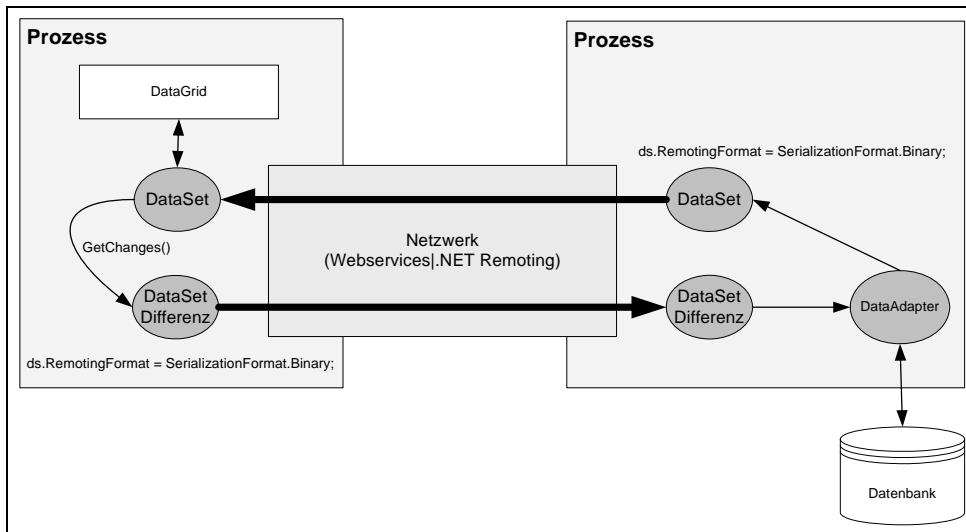 Prozess
Prozess
DataGrid
ds.RemotingFormat = SerializationFormat.Binary;
DataSet
DataSet
Netzwerk
(Webservices|.NET Remoting)
GetChanges()
DataSet
Differenz
DataSet
Differenz
DataAdapter
ds.RemotingFormat = SerializationFormat.Binary;
Datenbank